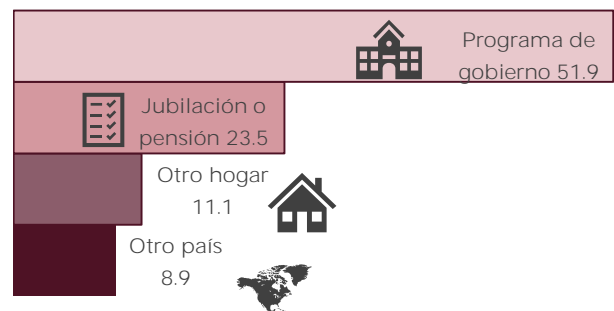 Programa de
gobierno 51.9
Jubilación o
pensión 23.5
Otro hogar
11.1
Otro país
8.9